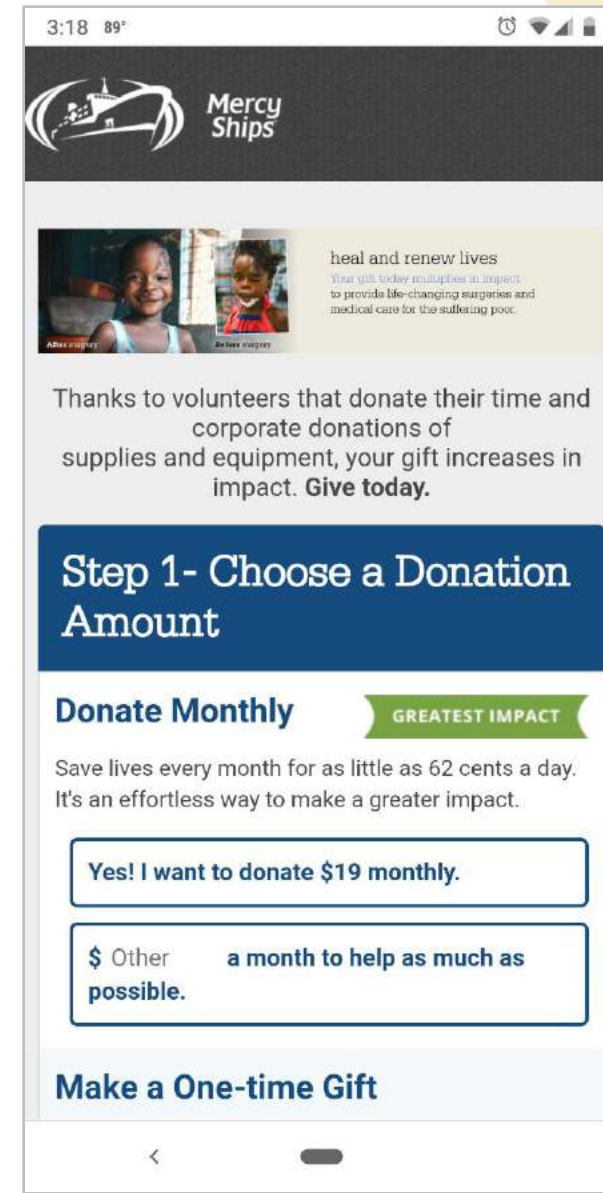 3:18 89°
Mercy
Ships
heal and renew lives
Your gift today multiplies in impact
to provide life-changing surgeries and
medical care for the suffering poor.
After surgery
Before surgery
Thanks to volunteers that donate their time and
corporate donations of
supplies and equipment, your gift increases in
impact. Give today.
Step 1- Choose a Donation
Amount
Donate Monthly
GREATEST IMPACT
Save lives every month for as little as 62 cents a day.
It's an effortless way to make a greater impact.
Yes! I want to donate $19 monthly.
$ Other a month to help as much as
possible.
Make a One-time Gift